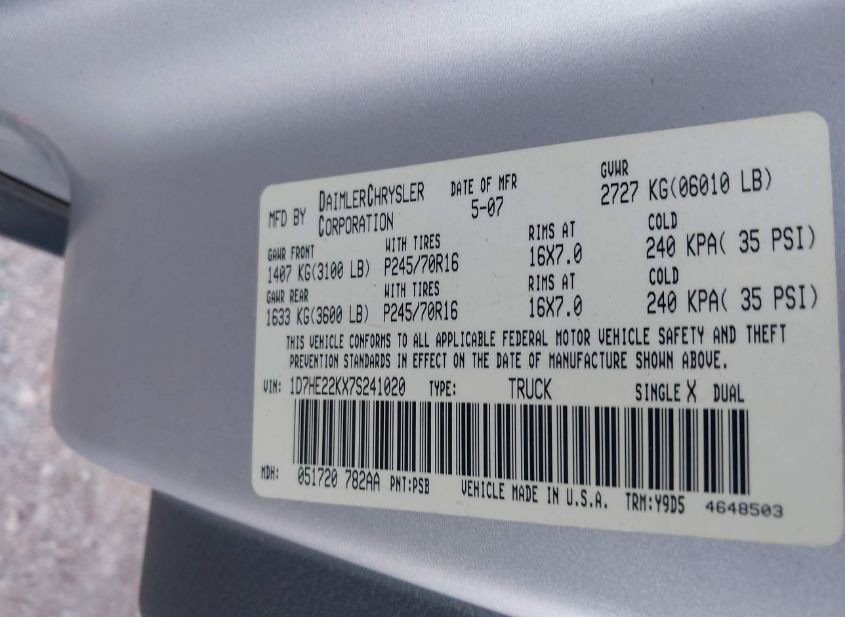 MFD BY DAIMLERCHRYSLER CORPORATION DATE OF MFR 5-07 GVWR 2727 KG(06010 LB)
GAWR FRONT WITH TIRES RIMS AT COLD
1407 KG(3100 LB) P245/70R16 16X7.0 240 KPA( 35 PSI)
GAWR REAR WITH TIRES RIMS AT COLD
1633 KG(3600 LB) P245/70R16 16X7.0 240 KPA( 35 PSI)
THIS VEHICLE CONFORMS TO ALL APPLICABLE FEDERAL MOTOR VEHICLE SAFETY AND THEFT
PREVENTION STANDARDS IN EFFECT ON THE DATE OF MANUFACTURE SHOWN ABOVE.
VIN: 1D7HE22KX7S241020 TYPE: TRUCK SINGLE X DUAL
MDH: 051720 782AA PNT:PSB VEHICLE MADE IN U.S.A. TRM:Y9D5 4648503